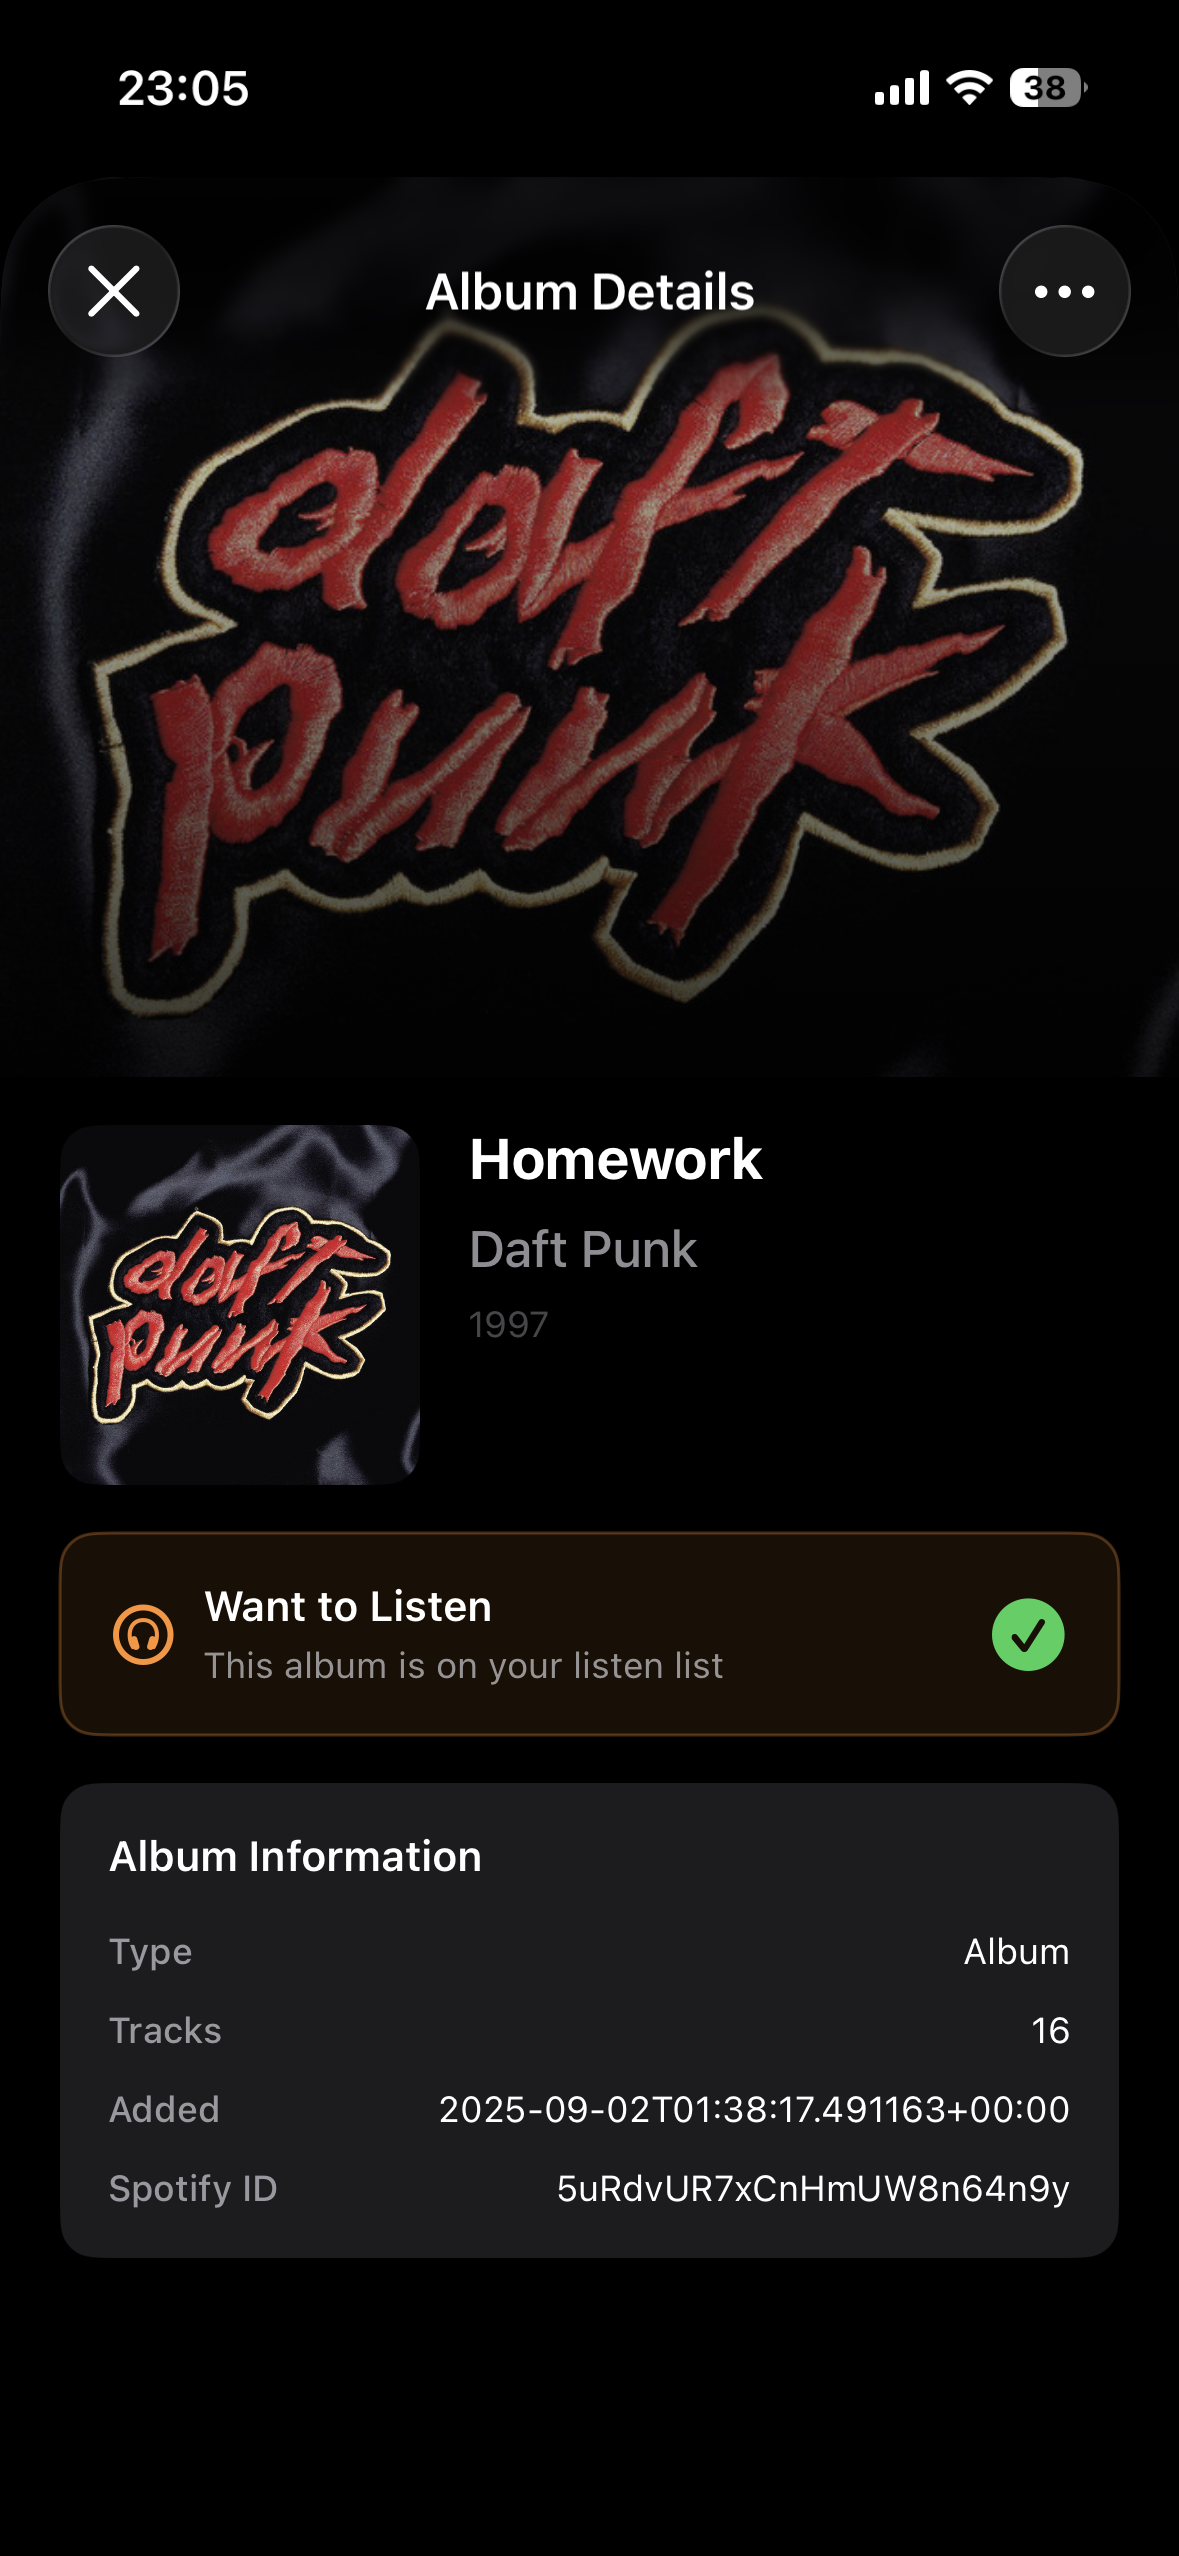 23:05
38
Album Details
daft
punk
daft
punk
Homework
Daft Punk
1997
Want to Listen
This album is on your listen list
Album Information
Type Album
Tracks 16
Added 2025-09-02T01:38:17.491163+00:00
Spotify ID 5uRdvUR7xCnHmUW8n64n9y